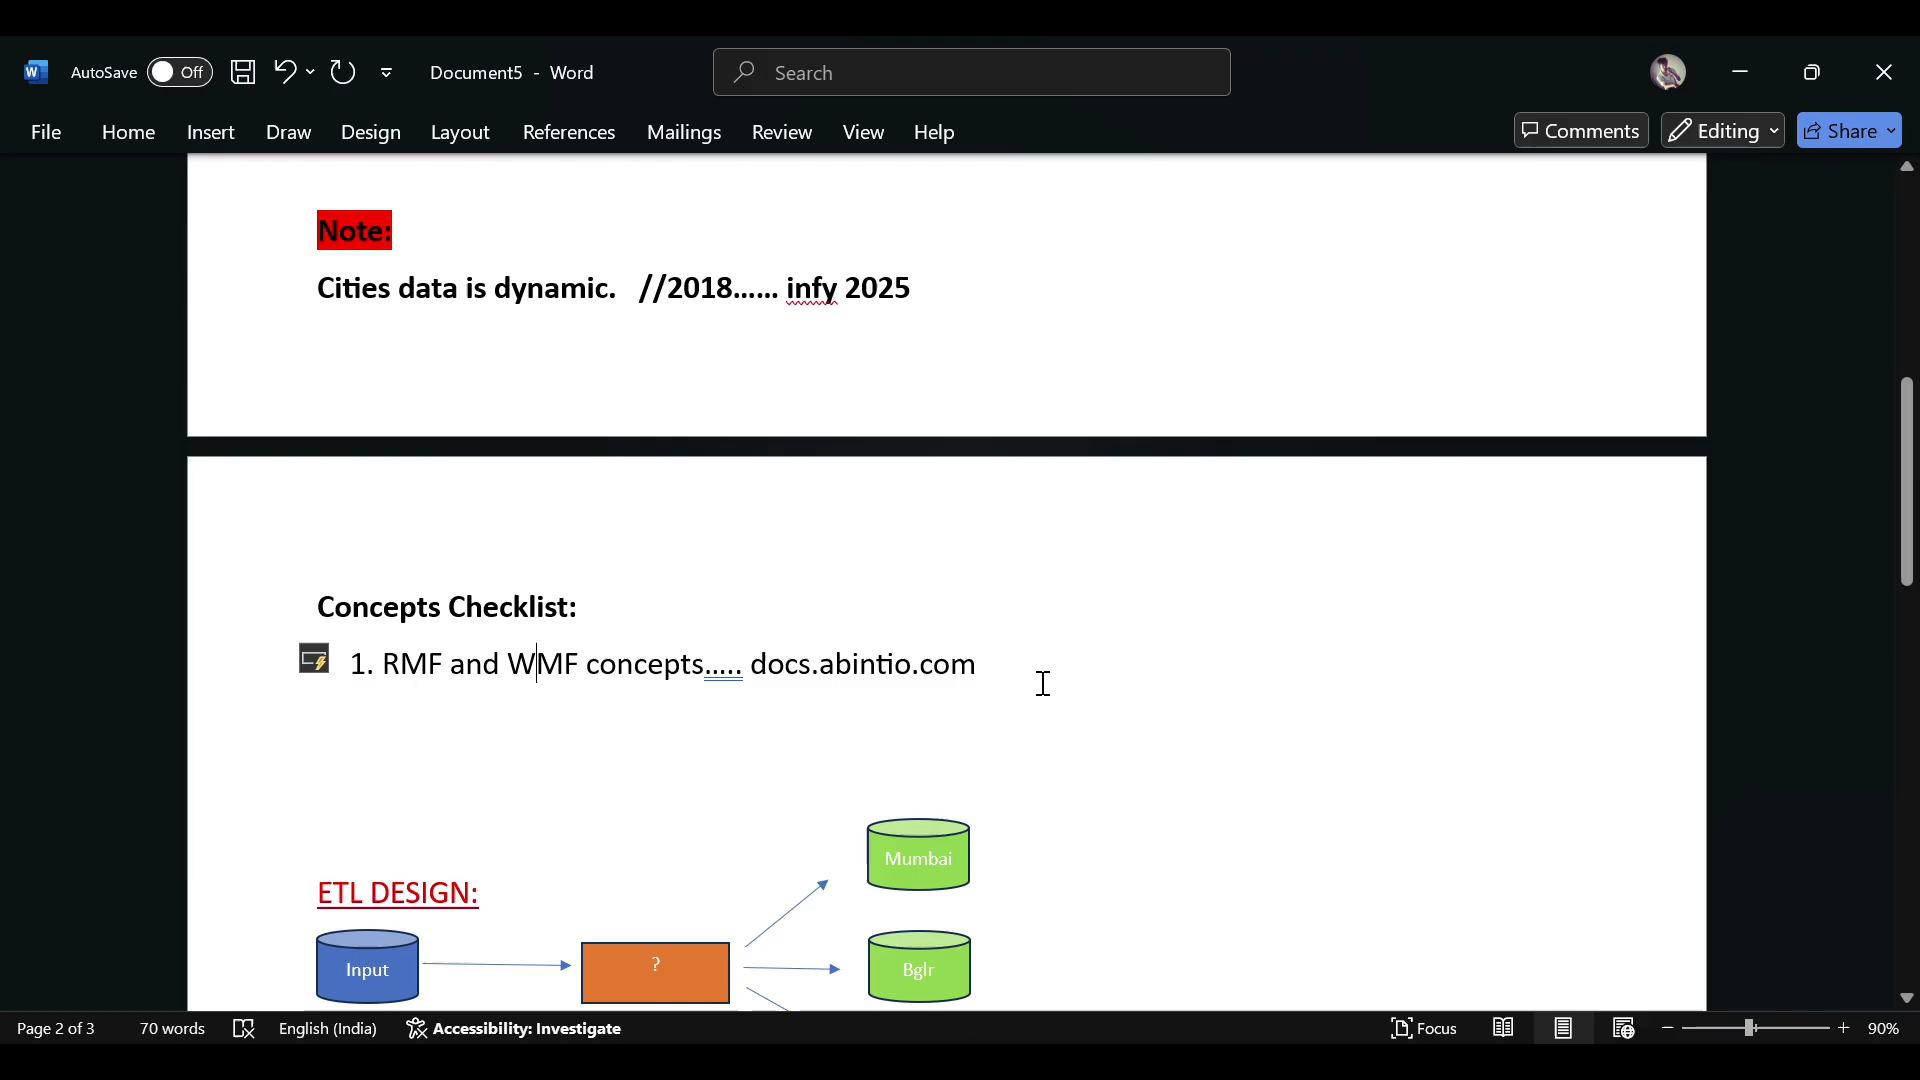 AutoSave Off Document5 - Word Search
File Home Insert Draw Design Layout References Mailings Review View Help Comments Editing Share
Note:
Cities data is dynamic. //2018...... infy 2025
Concepts Checklist:
1. RMF and WMF concepts..... docs.abintio.com
Mumbai
ETL DESIGN:
Input ? Bglr
Page 2 of 3 70 words English (India) Accessibility: Investigate Focus 90%